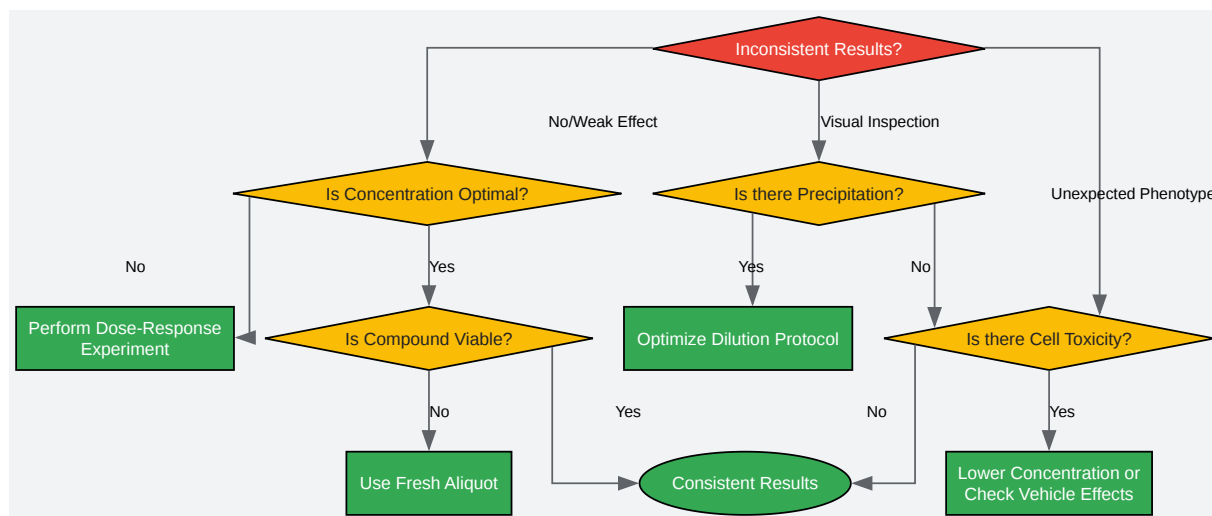 Inconsistent Results?
No/Weak Effect
Visual Inspection
Is Concentration Optimal?
Is there Precipitation?
Unexpected Phenotype
No
Yes
Yes
No
Perform Dose-Response
Experiment
Is Compound Viable?
Optimize Dilution Protocol
Is there Cell Toxicity?
No
Yes
No
Yes
Use Fresh Aliquot
Consistent Results
Lower Concentration or
Check Vehicle Effects